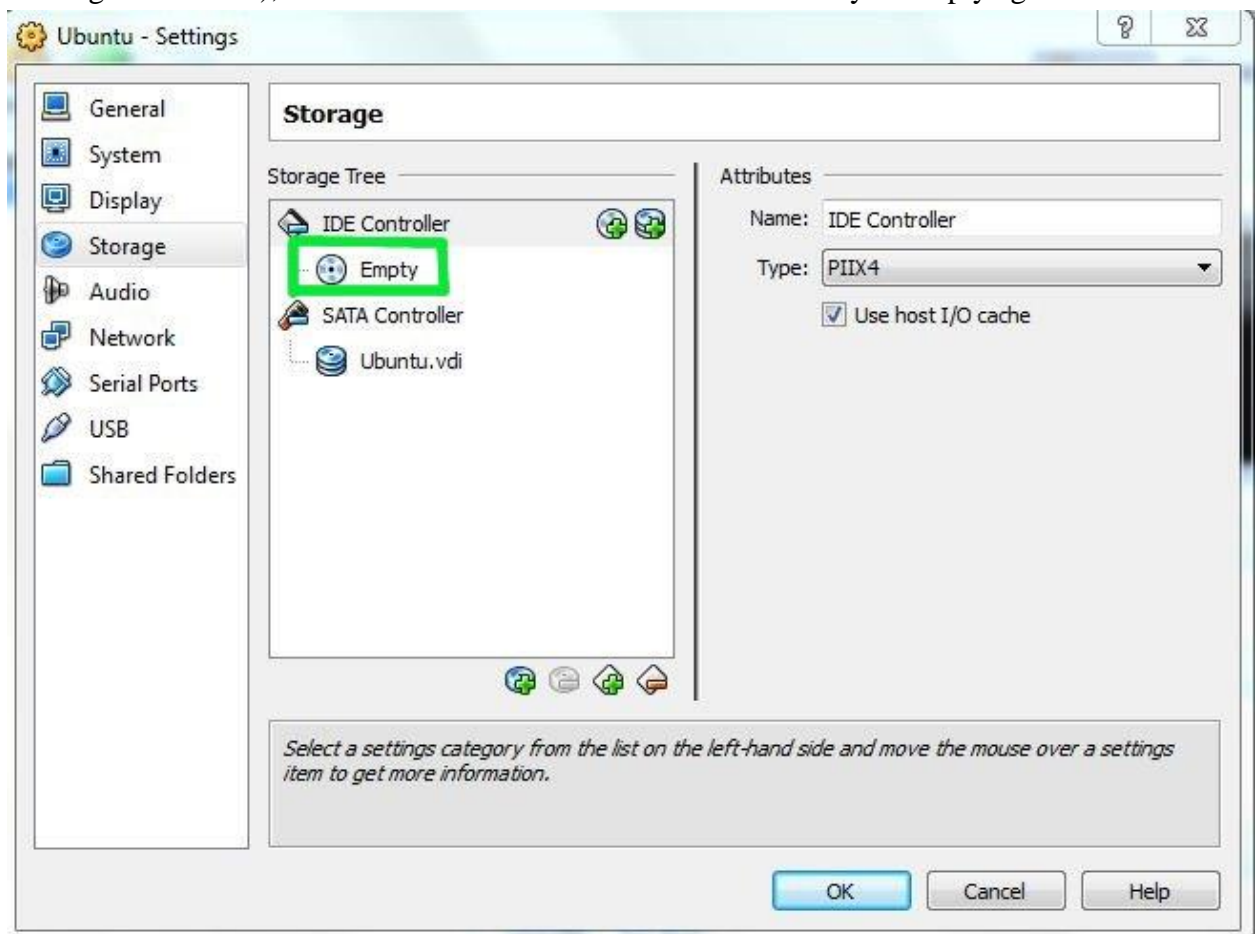 Ubuntu - Settings
General
System
Display
Storage
Audio
Network
Serial Ports
USB
Shared Folders
Storage
Storage Tree
IDE Controller
Empty
SATA Controller
Ubuntu.vdi
Attributes
Name: IDE Controller
Type: PIIX4
Use host I/O cache
Select a settings category from the list on the left-hand side and move the mouse over a settings
item to get more information.
OK Cancel Help